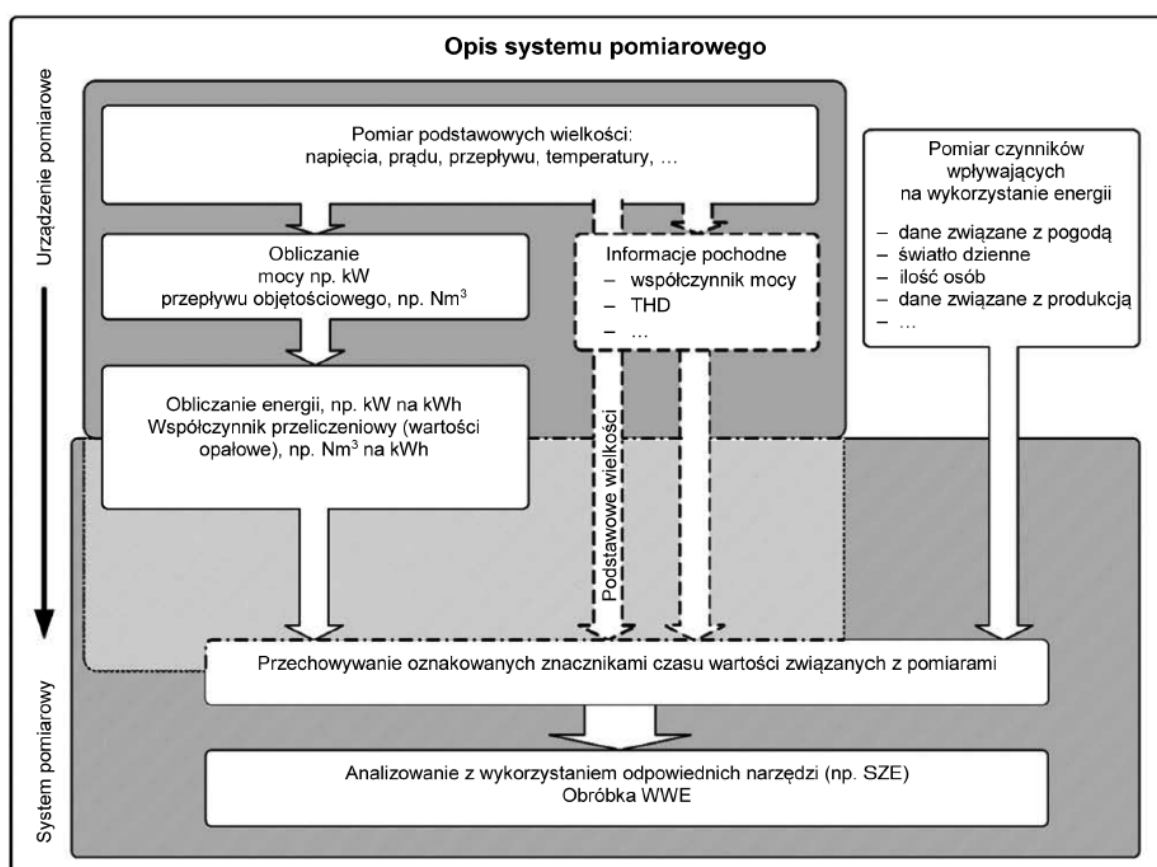 Opis systemu pomiarowego
Urządzenie pomiarowe
Pomiar podstawowych wielkości:
napięcia, prądu, przepływu, temperatury, …
Pomiar czynników
wpływających
na wykorzystanie energii
– dane związane z pogodą
– światło dzienne
– ilość osób
– dane związane z produkcją
– …
Obliczanie
mocy np. kW
przepływu objętościowego, np. Nm³
Informacje pochodne
– współczynnik mocy
– THD
– …
Obliczanie energii, np. kW na kWh
Współczynnik przeliczeniowy (wartości
opałowe), np. Nm³ na kWh
Podstawowe wielkości
Przechowywanie oznakowanych znacznikami czasu wartości związanych z pomiarami
System pomiarowy
Analizowanie z wykorzystaniem odpowiednich narzędzi (np. SZE)
Obróbka WWE